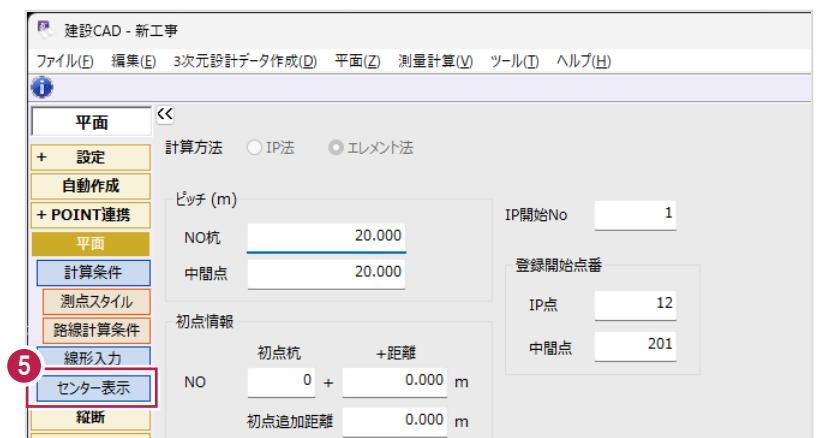 建設CAD - 新工事
ファイル(F) 編集(E) 3次元設計データ作成(D) 平面(Z) 測量計算(V) ツール(T) ヘルプ(H)
平面
<<
+ 設定
自動作成
+ POINT連携
平面
計算条件
測点スタイル
路線計算条件
線形入力
5
センター表示
縦断
計算方法 IP法 エレメント法
ピッチ (m)
NO杭 20.000
中間点 20.000
初点情報
初点杭 +距離
NO 0 + 0.000 m
初点追加距離 0.000 m
IP開始No 1
登録開始点番
IP点 12
中間点 201